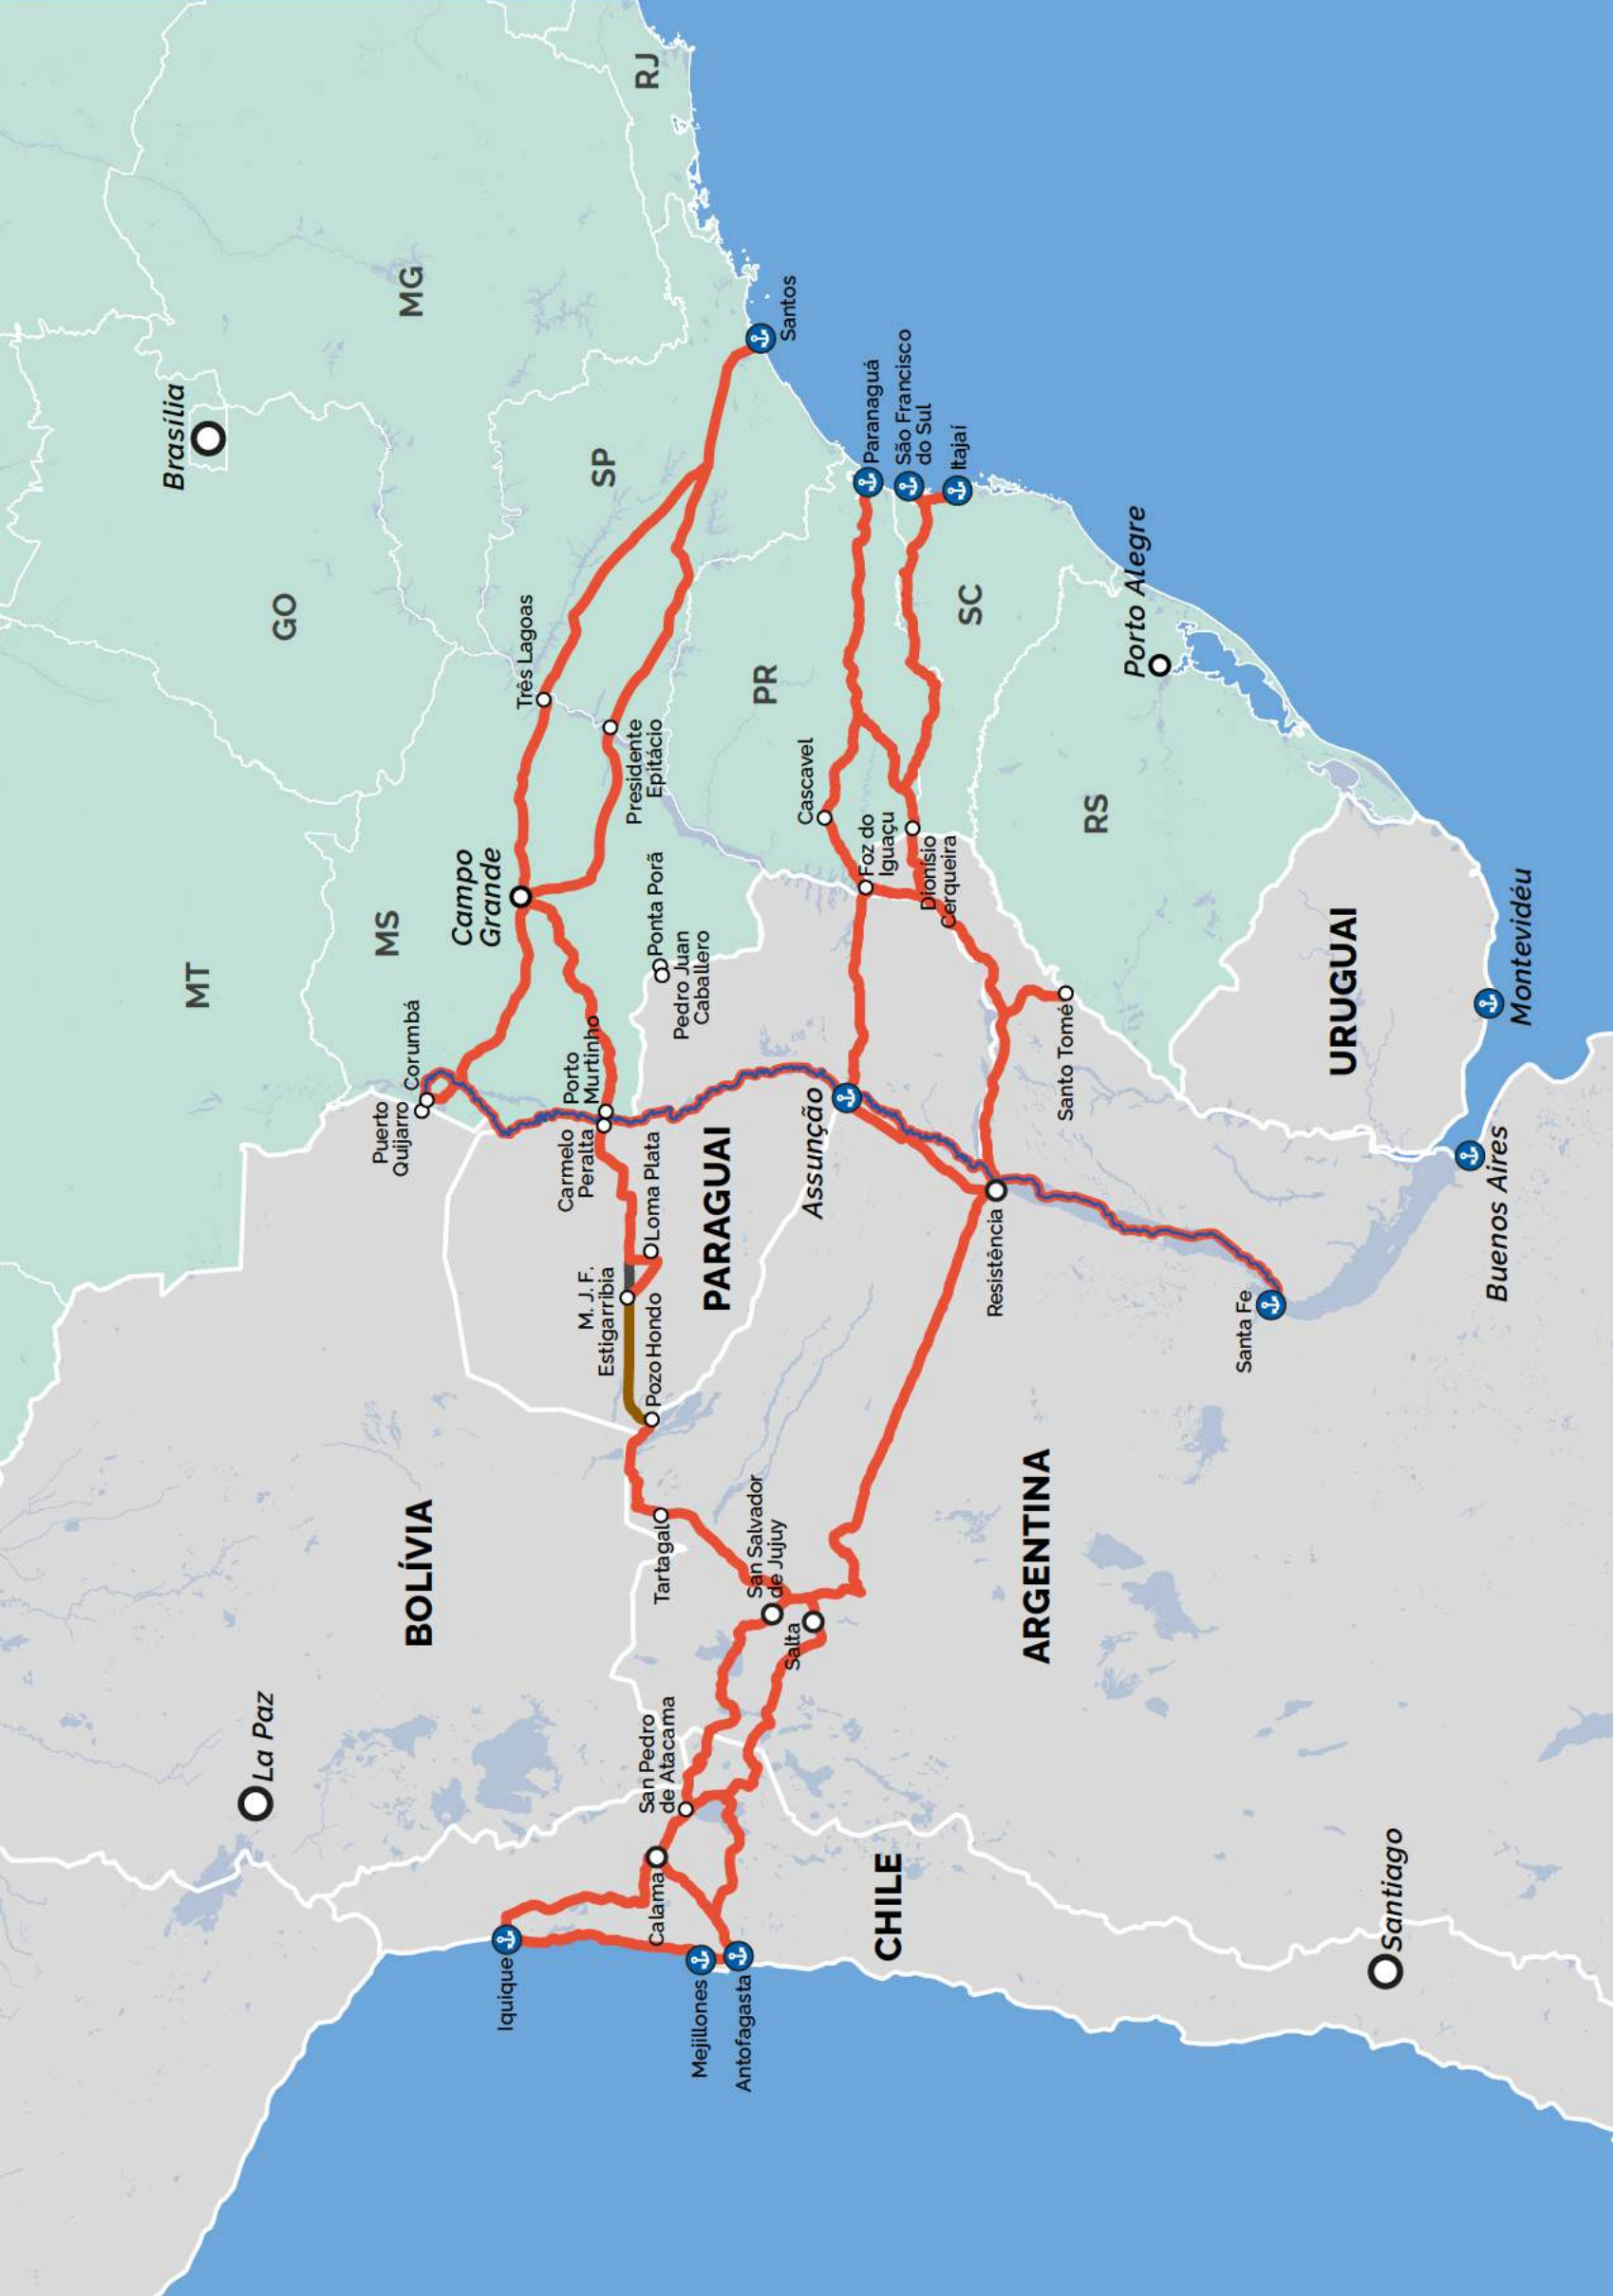 La Paz
BOLÍVIA
Brasília
MT
GO
MG
RJ
MS
Puerto
Quijarro
Corumbá
Campo
Grande
Três Lagoas
SP
Iquique
Carmelo
Peralta
Porto
Murtinho
Presidente
Epitácio
M. J. F.
Estigarribia
Pozo Hondo
Loma Plata
Ponta Porã
Pedro Juan
Caballero
Calama
San Pedro
de Atacama
Tartagal
Mejillones
Antofagasta
PARAGUAI
PR
Santos
San Salvador
de Jujuy
Salta
Assunção
Cascavel
Foz do
Iguaçu
Paranaguá
São Francisco
do Sul
Itajaí
CHILE
Dionísio
Cerqueira
SC
Resistência
ARGENTINA
Santo Tomé
RS
Porto Alegre
Santa Fe
URUGUAI
Santiago
Buenos Aires
Montevidéu